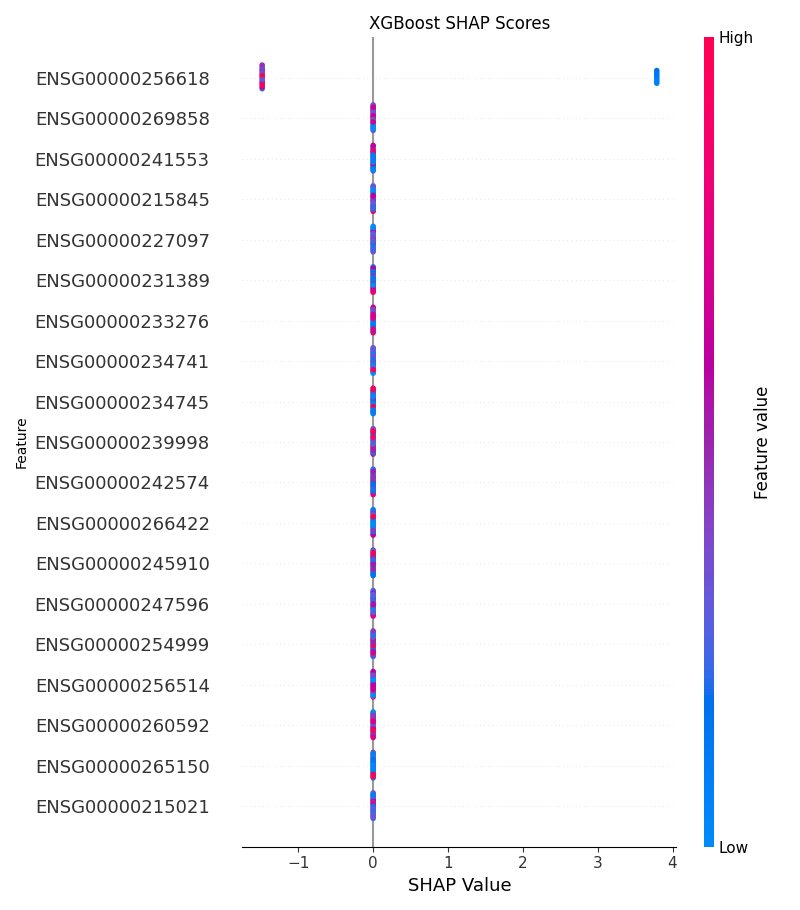 XGBoost SHAP Scores
High
ENSG00000256618
ENSG00000269858
ENSG00000241553
ENSG00000215845
ENSG00000227097
ENSG00000231389
ENSG00000233276
ENSG00000234741
ENSG00000234745
ENSG00000239998
ENSG00000242574
ENSG00000266422
ENSG00000245910
ENSG00000247596
ENSG00000254999
ENSG00000256514
ENSG00000260592
ENSG00000265150
ENSG00000215021
Feature
Feature value
Low
−1 0 1 2 3 4
SHAP Value